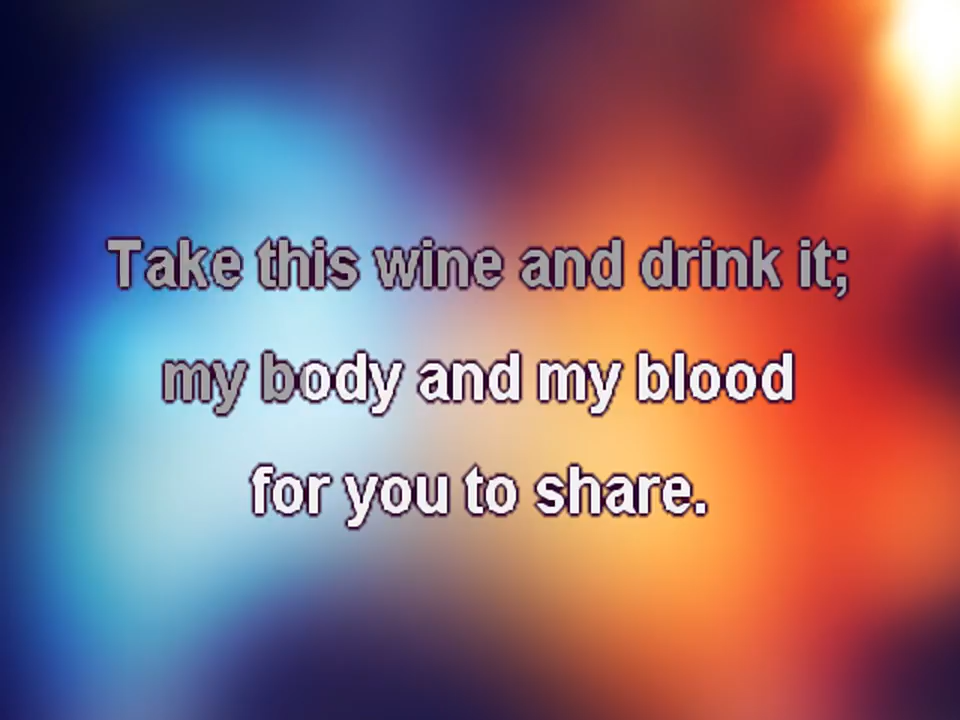 Take this wine and drink it;
my body and my blood
for you to share.